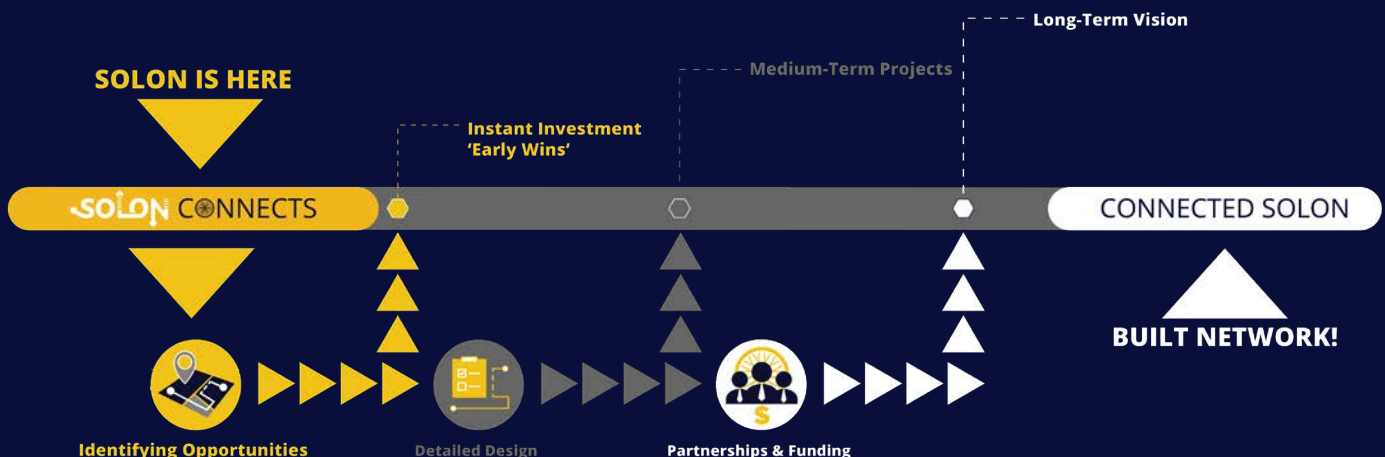 Long-Term Vision
Medium-Term Projects
SOLON IS HERE
Instant Investment
‘Early Wins’
SOLON CONNECTS
CONNECTED SOLON
BUILT NETWORK!
$
Identifying Opportunities
Detailed Design
Partnerships & Funding